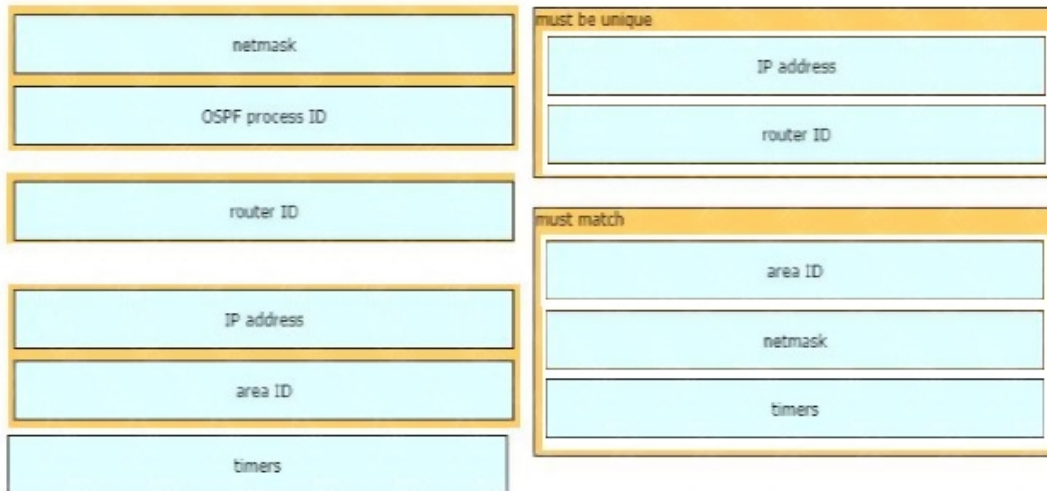 netmask
OSPF process ID
router ID
IP address
area ID
timers
must be unique
IP address
router ID
must match
area ID
netmask
timers